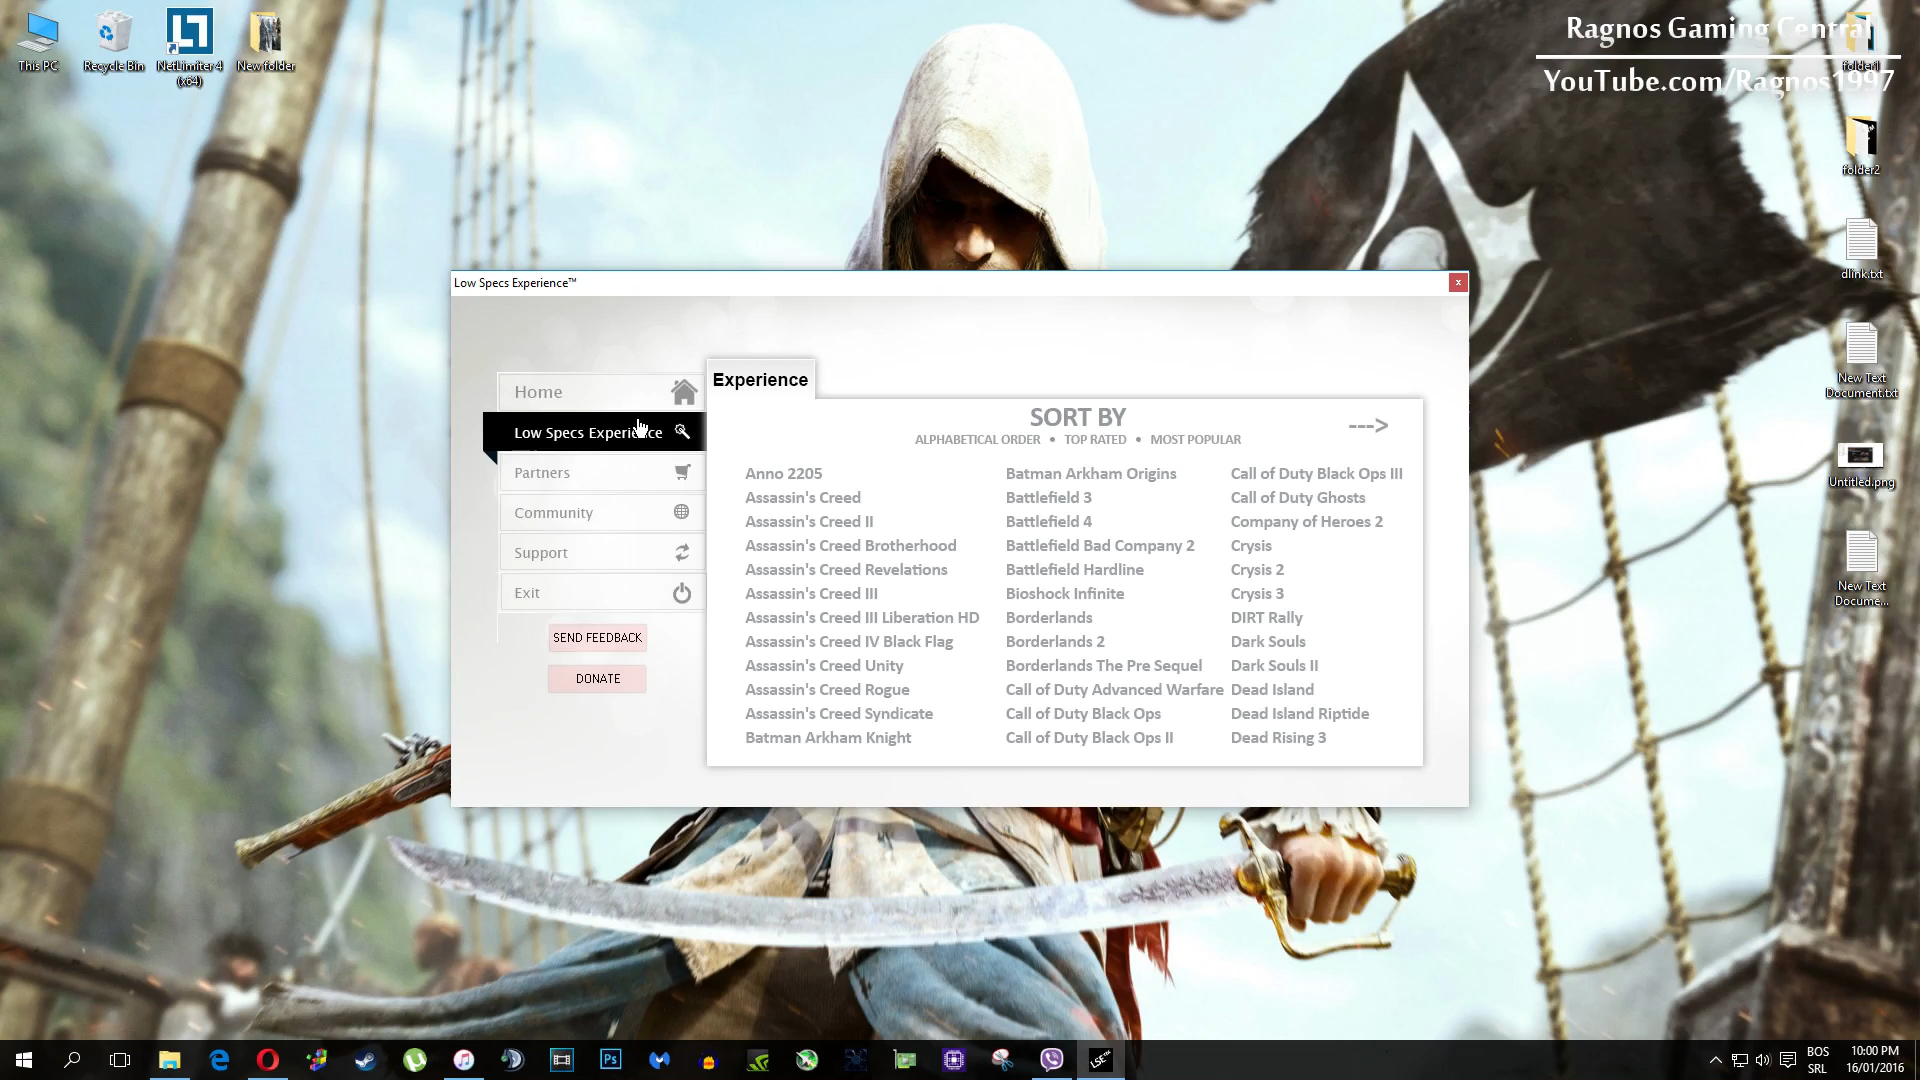 This PC
Recycle Bin
NetLimiter 4
(x64)
New folder
Ragnos Gaming Central
YouTube.com/Ragnos1997
folder1
folder2
dlink.txt
New Text
Document.txt
Untitled.png
New Text
Docume...
Low Specs Experience™
x
Home
Low Specs Experience
Partners
Community
Support
Exit
SEND FEEDBACK
DONATE
Experience
SORT BY
--->
ALPHABETICAL ORDER • TOP RATED • MOST POPULAR
Anno 2205
Assassin's Creed
Assassin's Creed II
Assassin's Creed Brotherhood
Assassin's Creed Revelations
Assassin's Creed III
Assassin's Creed III Liberation HD
Assassin's Creed IV Black Flag
Assassin's Creed Unity
Assassin's Creed Rogue
Assassin's Creed Syndicate
Batman Arkham Knight
Batman Arkham Origins
Battlefield 3
Battlefield 4
Battlefield Bad Company 2
Battlefield Hardline
Bioshock Infinite
Borderlands
Borderlands 2
Borderlands The Pre Sequel
Call of Duty Advanced Warfare
Call of Duty Black Ops
Call of Duty Black Ops II
Call of Duty Black Ops III
Call of Duty Ghosts
Company of Heroes 2
Crysis
Crysis 2
Crysis 3
DIRT Rally
Dark Souls
Dark Souls II
Dead Island
Dead Island Riptide
Dead Rising 3
Ps
LSE
BOS
SRL
10:00 PM
16/01/2016